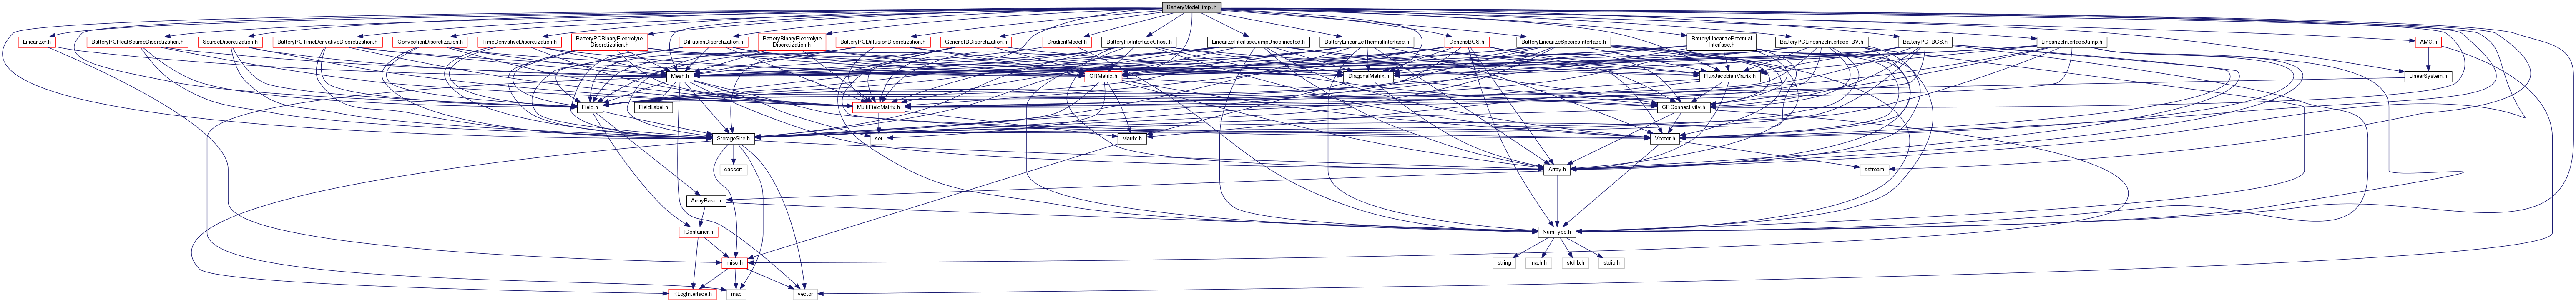 BatteryModel_impl.h
Linearizer.h
BatteryPCHeatSourceDiscretization.h
SourceDiscretization.h
BatteryPCTimeDerivativeDiscretization.h
ConvectionDiscretization.h
TimeDerivativeDiscretization.h
BatteryPCBinaryElectrolyte
Discretization.h
DiffusionDiscretization.h
BatteryBinaryElectrolyte
Discretization.h
BatteryPCDiffusionDiscretization.h
GenericIBDiscretization.h
GradientModel.h
BatteryFixInterfaceGhost.h
LinearizeInterfaceJumpUnconnected.h
BatteryLinearizeThermalInterface.h
GenericBCS.h
BatteryLinearizeSpeciesInterface.h
BatteryLinearizePotential
Interface.h
BatteryPCLinearizeInterface_BV.h
BatteryPC_BCS.h
LinearizeInterfaceJump.h
AMG.h
Mesh.h
CRMatrix.h
DiagonalMatrix.h
FluxJacobianMatrix.h
LinearSystem.h
Field.h
FieldLabel.h
MultiFieldMatrix.h
CRConnectivity.h
StorageSite.h
set
Matrix.h
Vector.h
cassert
Array.h
sstream
ArrayBase.h
IContainer.h
NumType.h
misc.h
string
math.h
stdlib.h
stdio.h
RLogInterface.h
map
vector